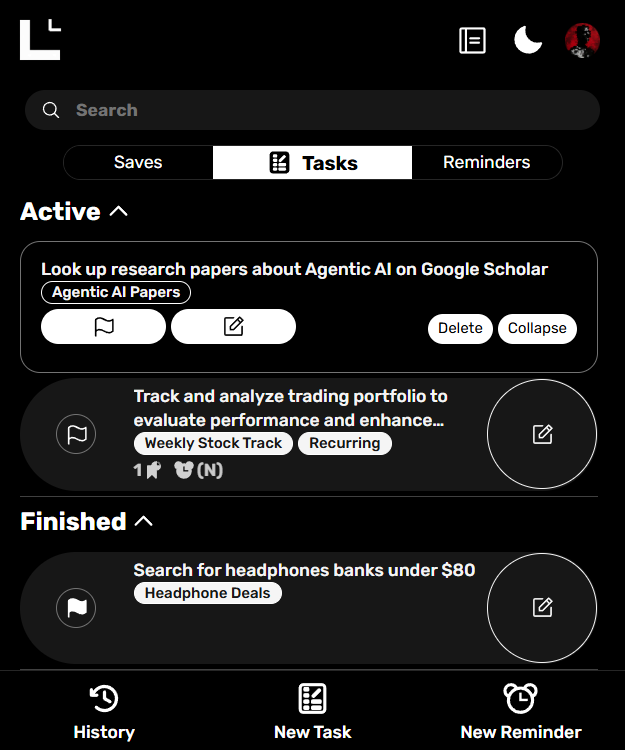 Search
Saves
Tasks
Reminders
Active
Look up research papers about Agentic AI on Google Scholar
Agentic AI Papers
Delete
Collapse
Track and analyze trading portfolio to
evaluate performance and enhance...
Weekly Stock Track
Recurring
1
(N)
Finished
Search for headphones banks under $80
Headphone Deals
History
New Task
New Reminder